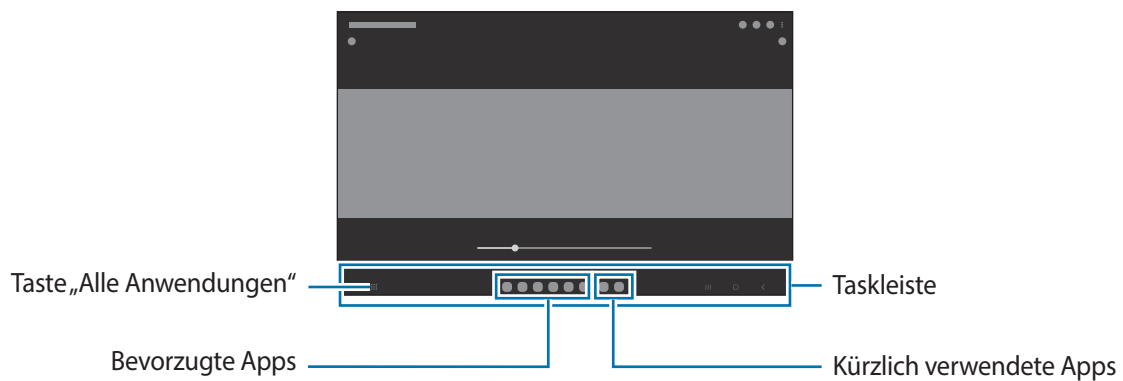 Taste „Alle Anwendungen“
Taskleiste
Bevorzugte Apps
Kürzlich verwendete Apps